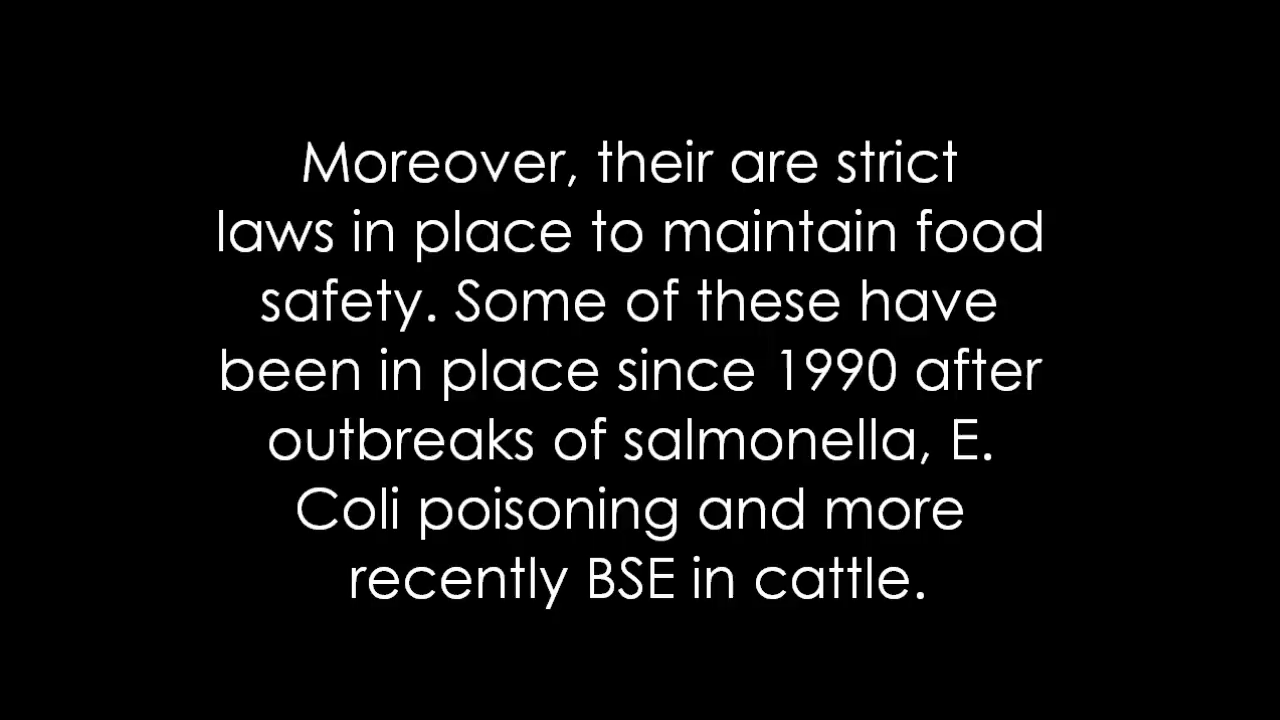 Moreover, their are strict
laws in place to maintain food
safety. Some of these have
been in place since 1990 after
outbreaks of salmonella, E.
Coli poisoning and more
recently BSE in cattle.